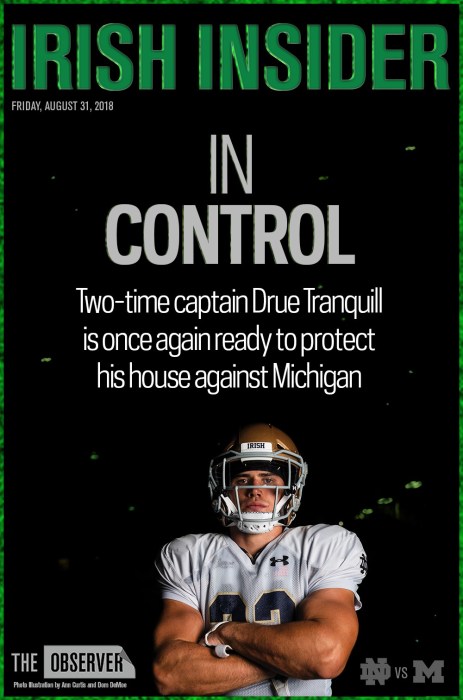 IRISH INSIDER
FRIDAY, AUGUST 31, 2018
IN
CONTROL
Two-time captain Drue Tranquill
is once again ready to protect
his house against Michigan
IRISH
THE OBSERVER
Photo Illustration by Ann Curtis and Dom DeMoe
ND VS M